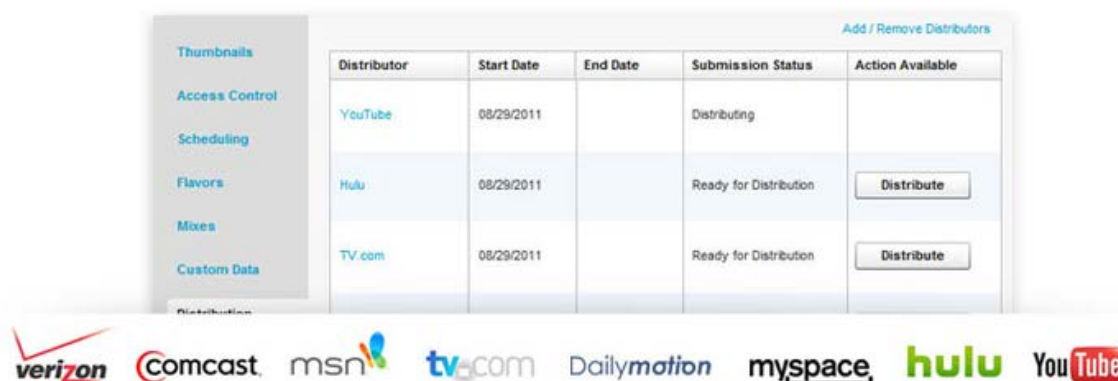 Add / Remove Distributors
Thumbnails
Access Control
Scheduling
Flavors
Mixes
Custom Data
Distribution
Distributor Start Date End Date Submission Status Action Available
YouTube 08/29/2011 Distributing
Hulu 08/29/2011 Ready for Distribution Distribute
TV.com 08/29/2011 Ready for Distribution Distribute
verizon comcast. msn tv.com Dailymotion myspace. hulu YouTube